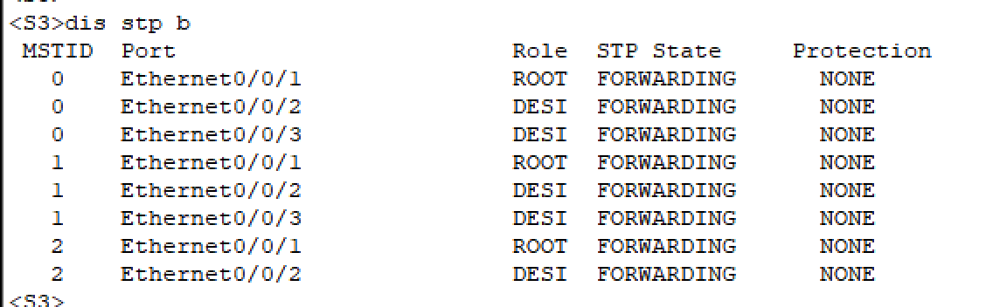 <S3>dis stp b
MSTID Port Role STP State Protection
0 Ethernet0/0/1 ROOT FORWARDING NONE
0 Ethernet0/0/2 DESI FORWARDING NONE
0 Ethernet0/0/3 DESI FORWARDING NONE
1 Ethernet0/0/1 ROOT FORWARDING NONE
1 Ethernet0/0/2 DESI FORWARDING NONE
1 Ethernet0/0/3 DESI FORWARDING NONE
2 Ethernet0/0/1 ROOT FORWARDING NONE
2 Ethernet0/0/2 DESI FORWARDING NONE
<S3>